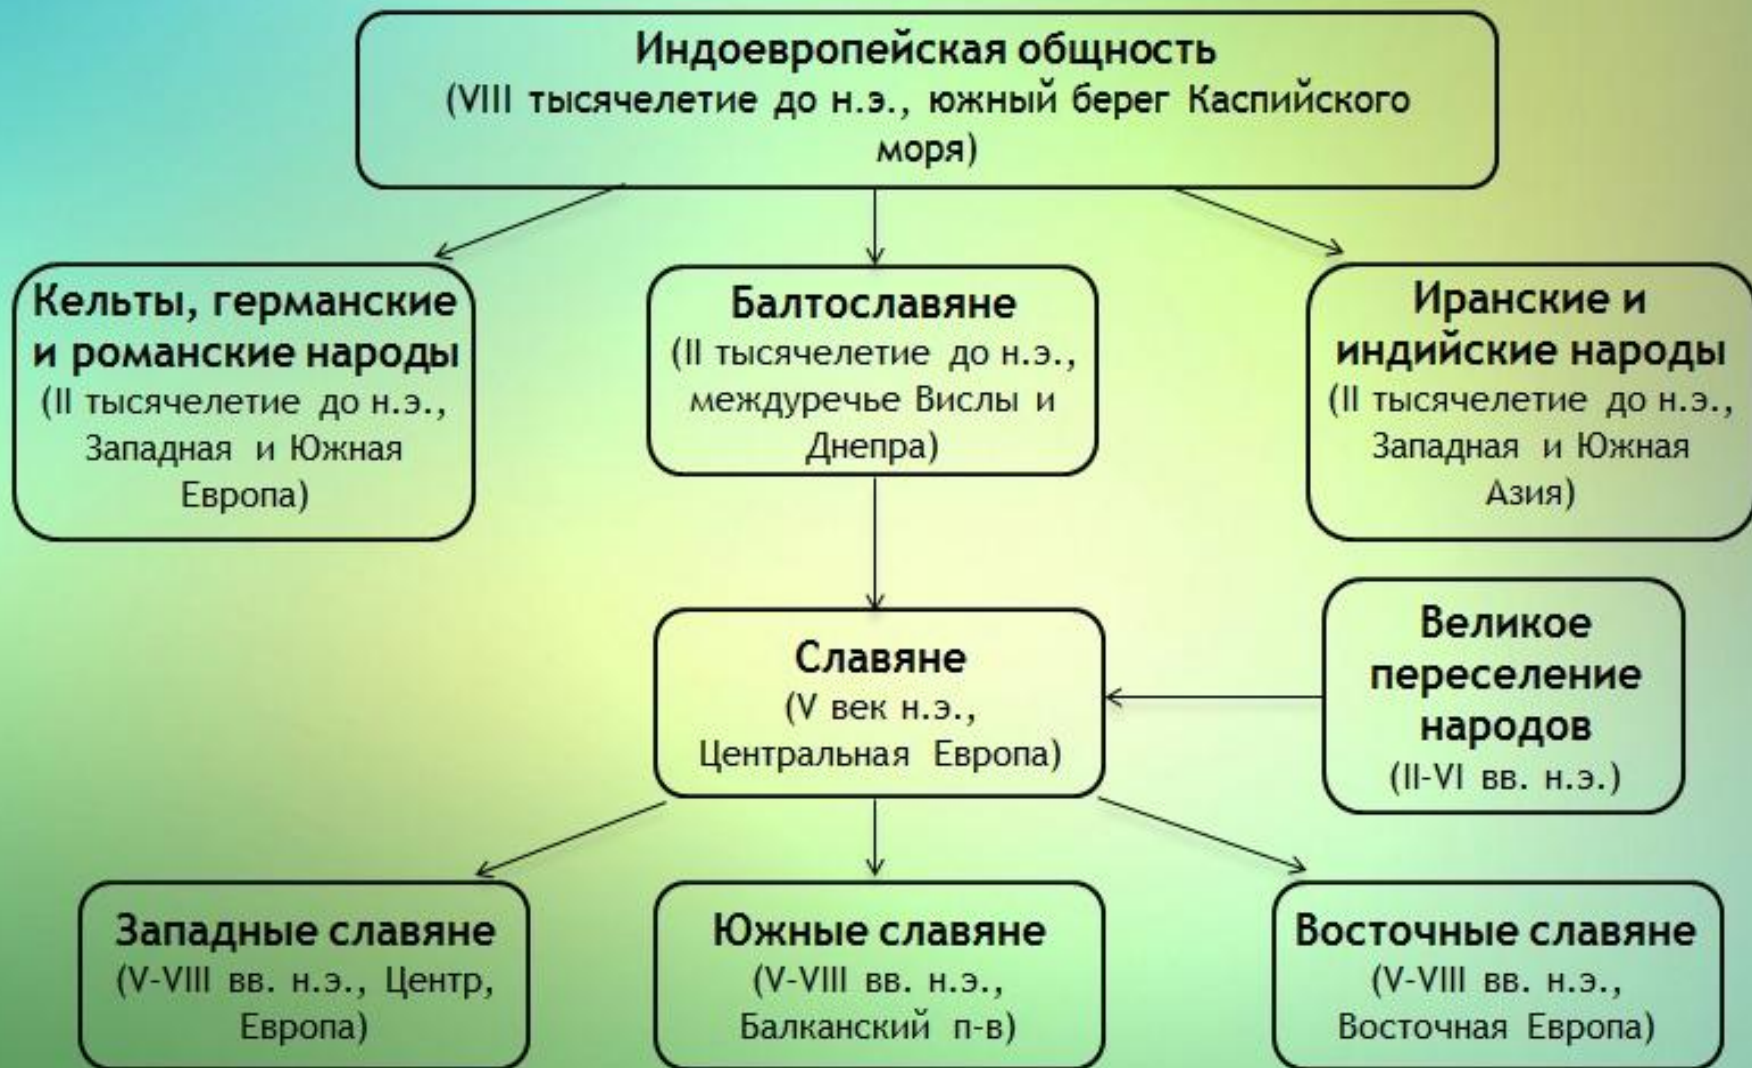 Индоевропейская общность
(VIII тысячелетие до н.э., южный берег Каспийского
моря)
Кельты, германские
и романские народы
(II тысячелетие до н.э.,
Западная и Южная
Европа)
Балтославяне
(II тысячелетие до н.э.,
междуречье Вислы и
Днепра)
Иранские и
индийские народы
(II тысячелетие до н.э.,
Западная и Южная
Азия)
Славяне
(V век н.э.,
Центральная Европа)
Великое
переселение
народов
(II-VI вв. н.э.)
Западные славяне
(V-VIII вв. н.э., Центр,
Европа)
Южные славяне
(V-VIII вв. н.э.,
Балканский п-в)
Восточные славяне
(V-VIII вв. н.э.,
Восточная Европа)